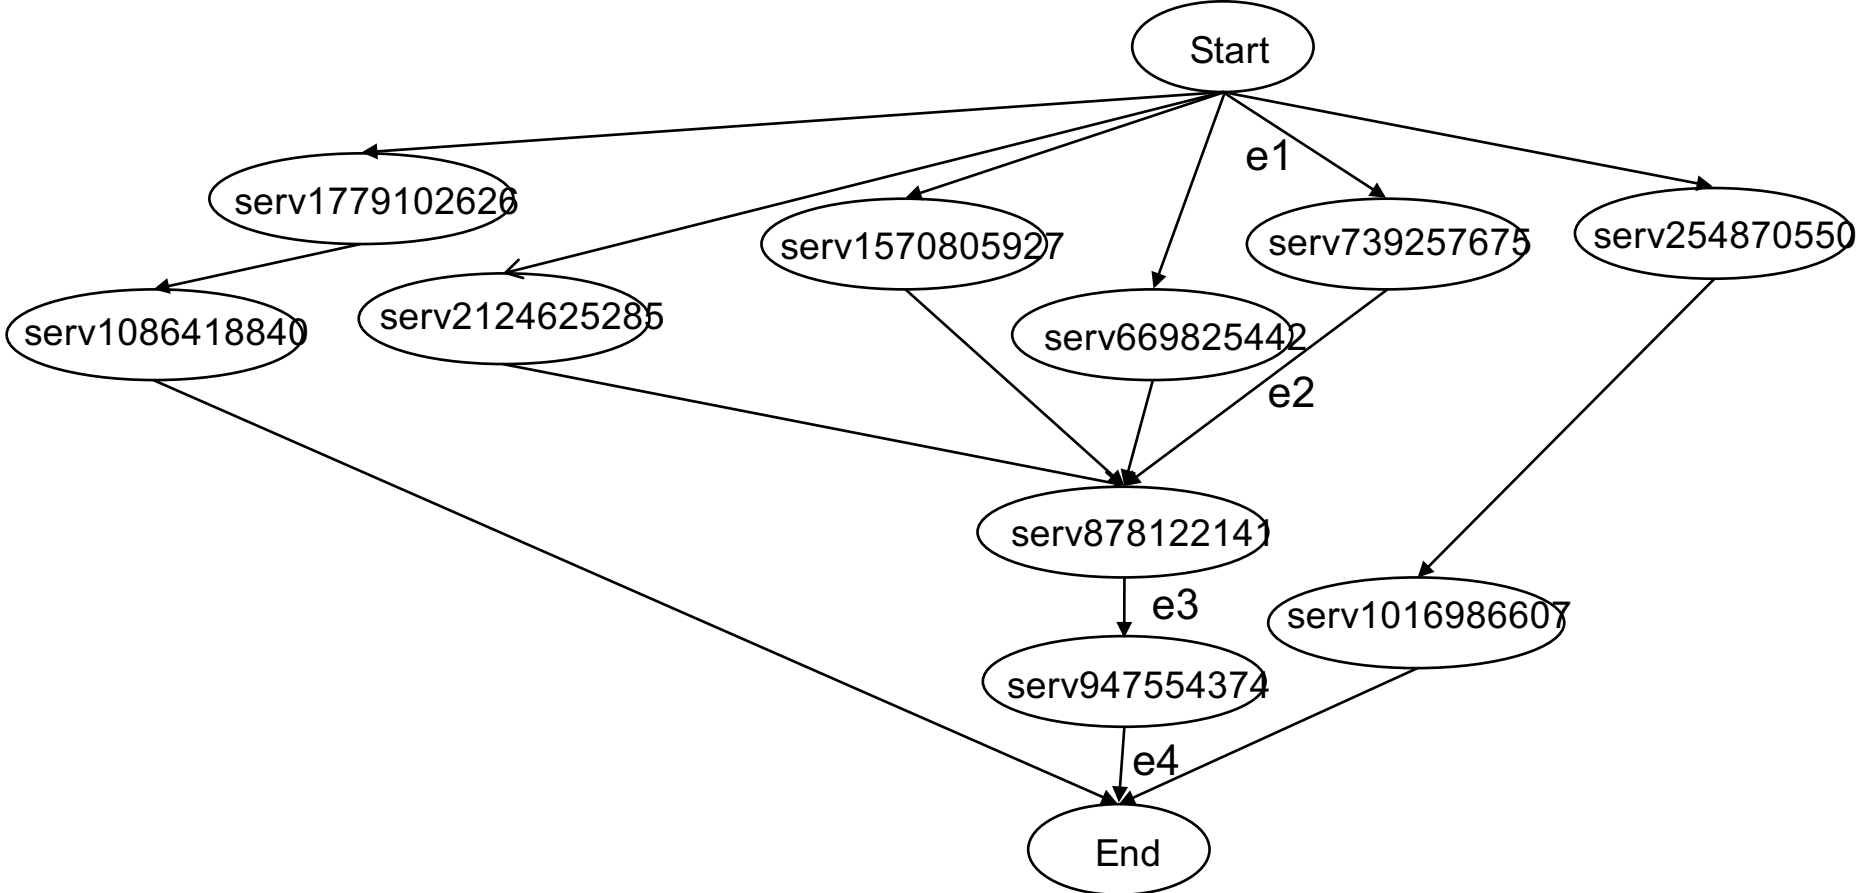 Start
e1
serv1779102626
serv1570805927
serv739257675
serv254870550
serv1086418840
serv2124625285
serv669825442
e2
serv878122141
e3
serv1016986607
serv947554374
e4
End